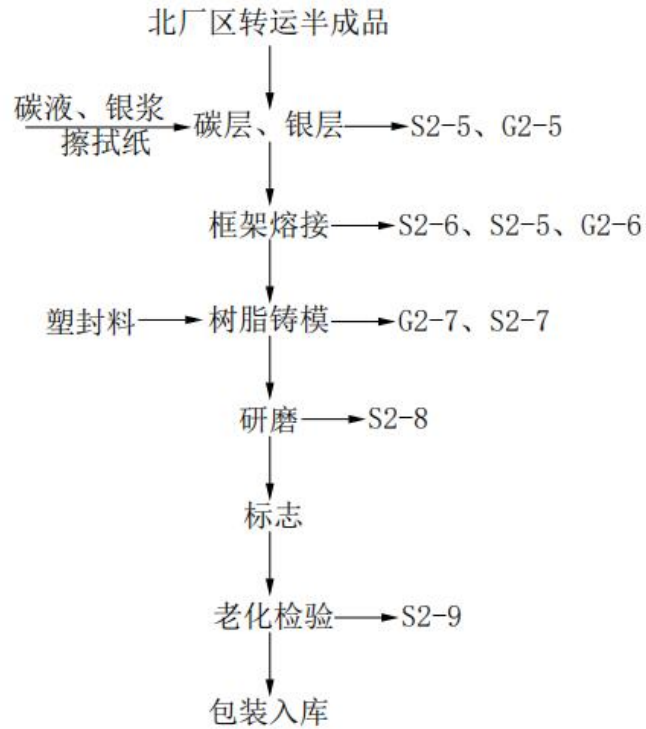 北厂区转运半成品
碳液、银浆
擦拭纸
碳层、银层
S2-5、G2-5
框架熔接
S2-6、S2-5、G2-6
塑封料
树脂铸模
G2-7、S2-7
研磨
S2-8
标志
老化检验
S2-9
包装入库